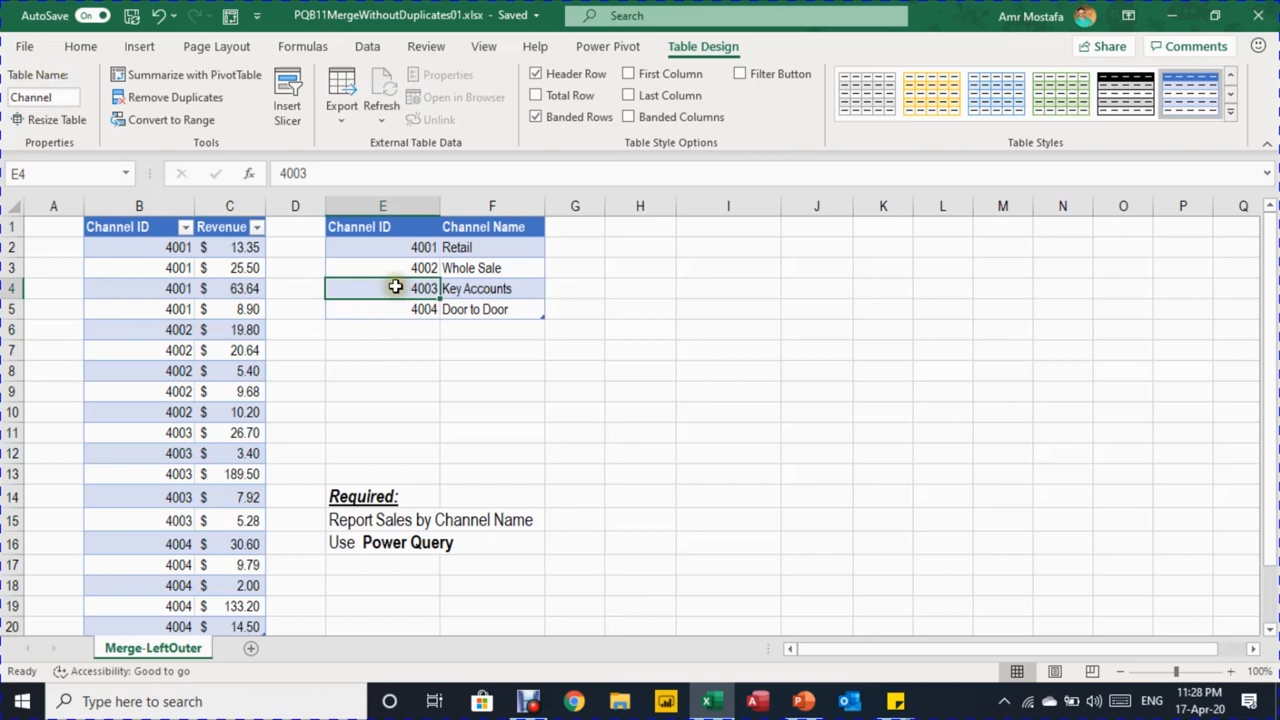 AutoSave On PQB11MergeWithoutDuplicates01.xlsx - Saved Search Amr Mostafa
File Home Insert Page Layout Formulas Data Review View Help Power Pivot Table Design Share Comments
Table Name:
Channel
Resize Table
Properties
Summarize with PivotTable
Remove Duplicates
Convert to Range
Tools
Insert
Slicer
Export
Refresh
Properties
Open in Browser
Unlink
External Table Data
Header Row First Column Filter Button
Total Row Last Column
Banded Rows Banded Columns
Table Style Options
Table Styles
E4 fx 4003
A B C D E F G H I J K L M N O P Q
1 Channel ID Revenue Channel ID Channel Name
2 4001 $ 13.35 4001 Retail
3 4001 $ 25.50 4002 Whole Sale
4 4001 $ 63.64 4003 Key Accounts
5 4001 $ 8.90 4004 Door to Door
6 4002 $ 19.80
7 4002 $ 20.64
8 4002 $ 5.40
9 4002 $ 9.68
10 4002 $ 10.20
11 4003 $ 26.70
12 4003 $ 3.40
13 4003 $ 189.50
14 4003 $ 7.92 Required:
15 4003 $ 5.28 Report Sales by Channel Name
16 4004 $ 30.60 Use Power Query
17 4004 $ 9.79
18 4004 $ 2.00
19 4004 $ 133.20
20 4004 $ 14.50
Merge-LeftOuter
Ready Accessibility: Good to go 100%
Type here to search ENG 11:28 PM
17-Apr-20